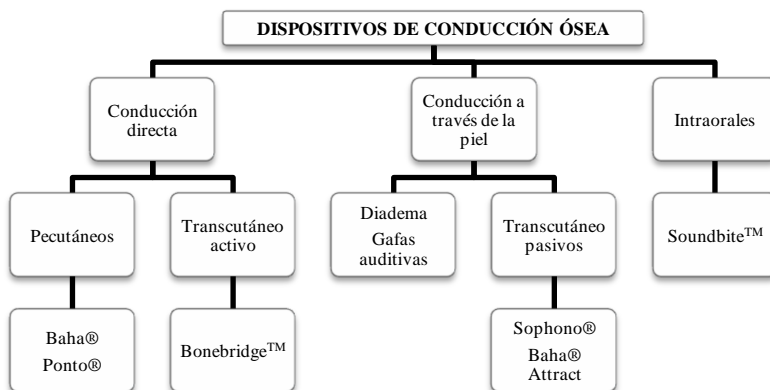 DISPOSITIVOS DE CONDUCCIÓN ÓSEA
Conducción
directa
Conducción a
través de la
piel
Intraorales
Pecutáneos
Transcutáneo
activo
Diadema
Gafas
auditivas
Transcutáneo
pasivos
Soundbite™
Baha®
Ponto®
Bonebridge™
Sophono®
Baha®
Attract